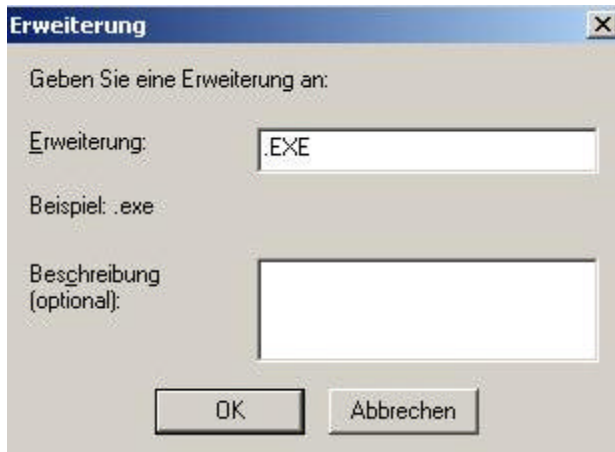 Erweiterung
Geben Sie eine Erweiterung an:
Erweiterung:
.EXE
Beispiel: .exe
Beschreibung
(optional):
OK
Abbrechen